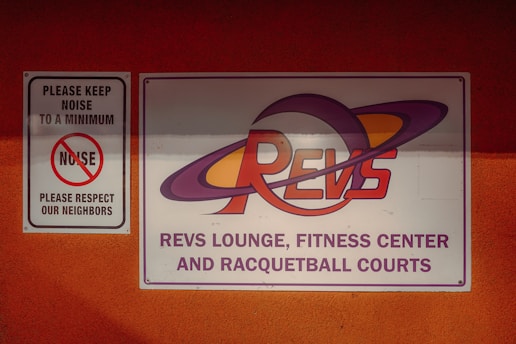 PLEASE KEEP
NOISE
TO A MINIMUM
NOISE
PLEASE RESPECT
OUR NEIGHBORS
REVS
REVS LOUNGE, FITNESS CENTER
AND RACQUETBALL COURTS